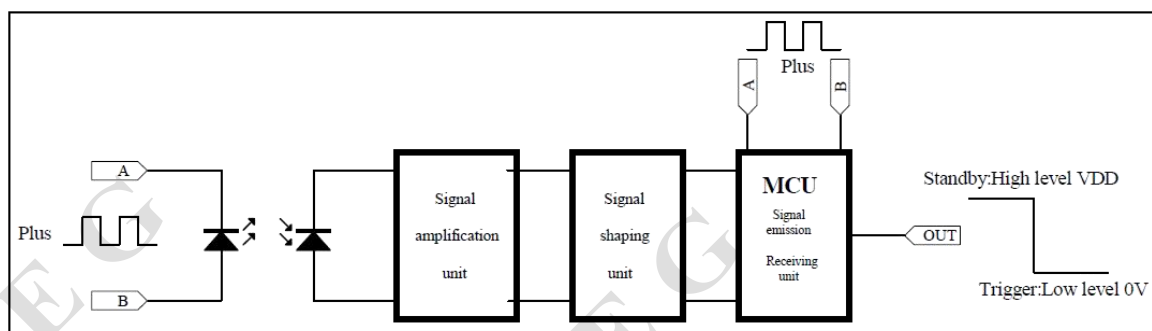 Plus
A
B
Standby:High level VDD
A
Plus
B
Signal
amplification
unit
Signal
shaping
unit
MCU
Signal
emission
Receiving
unit
OUT
Trigger:Low level 0V
E G
E G